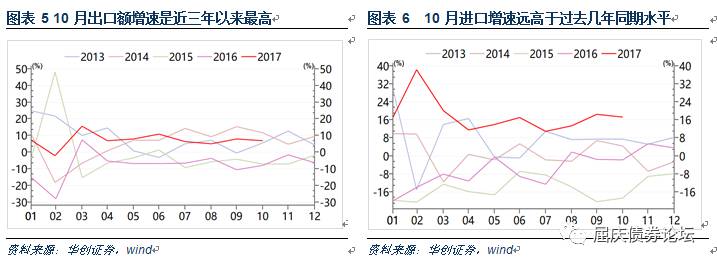 图表 5 10 月出口额增速是近三年以来最高
2013 2014 2015 2016 2017
(%) (%)
50 50
40 40
30 30
20 20
10 10
0 0
-10 -10
-20 -20
-30 -30
01 02 03 04 05 06 07 08 09 10 11 12
资料来源：华创证券，wind
图表 6 10 月进口增速远高于过去几年同期水平
2013 2014 2015 2016 2017
(%) (%)
40 40
32 32
24 24
16 16
8 8
0 0
-8 -8
-16 -16
01 02 03 04 05 06 07 08 09 10 11 12
资料来源：华创证券，wind
屈庆债券论坛